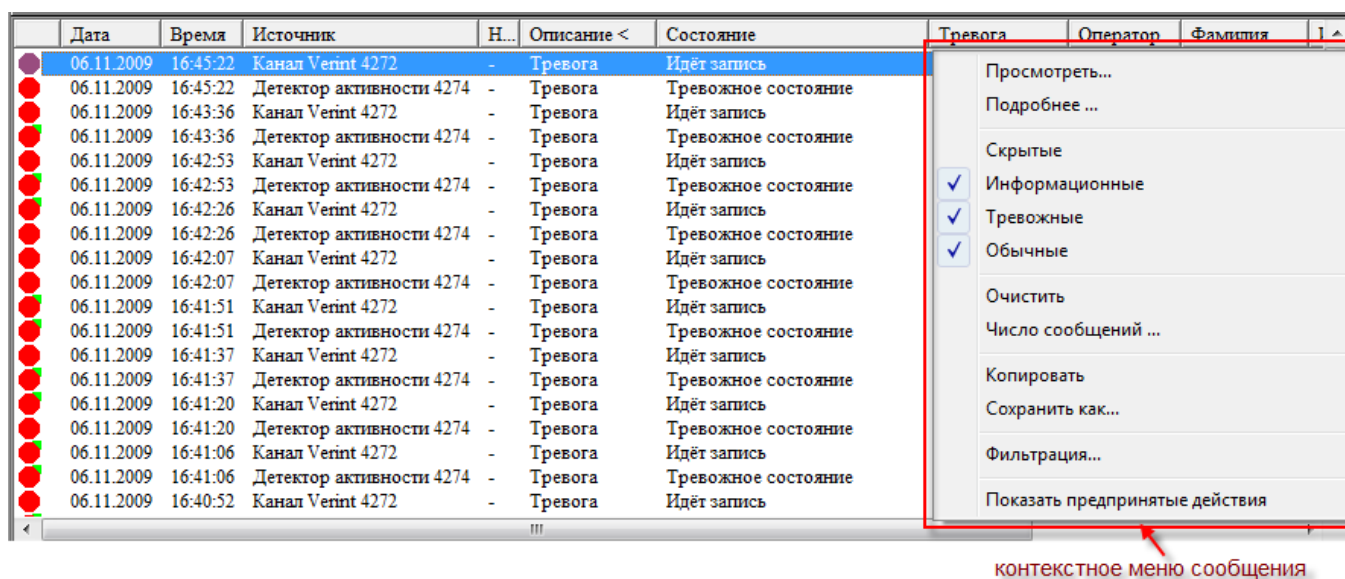 Дата Время Источник Н... Описание < Состояние Тревога Оператор Фамилия
06.11.2009 16:45:22 Канал Verint 4272 - Тревога Идёт запись
06.11.2009 16:45:22 Детектор активности 4274 - Тревога Тревожное состояние
06.11.2009 16:43:36 Канал Verint 4272 - Тревога Идёт запись
06.11.2009 16:43:36 Детектор активности 4274 - Тревога Тревожное состояние
06.11.2009 16:42:53 Канал Verint 4272 - Тревога Идёт запись
06.11.2009 16:42:53 Детектор активности 4274 - Тревога Тревожное состояние
06.11.2009 16:42:26 Канал Verint 4272 - Тревога Идёт запись
06.11.2009 16:42:26 Детектор активности 4274 - Тревога Тревожное состояние
06.11.2009 16:42:07 Канал Verint 4272 - Тревога Идёт запись
06.11.2009 16:42:07 Детектор активности 4274 - Тревога Тревожное состояние
06.11.2009 16:41:51 Канал Verint 4272 - Тревога Идёт запись
06.11.2009 16:41:51 Детектор активности 4274 - Тревога Тревожное состояние
06.11.2009 16:41:37 Канал Verint 4272 - Тревога Идёт запись
06.11.2009 16:41:37 Детектор активности 4274 - Тревога Тревожное состояние
06.11.2009 16:41:20 Канал Verint 4272 - Тревога Идёт запись
06.11.2009 16:41:20 Детектор активности 4274 - Тревога Тревожное состояние
06.11.2009 16:41:06 Канал Verint 4272 - Тревога Идёт запись
06.11.2009 16:41:06 Детектор активности 4274 - Тревога Тревожное состояние
06.11.2009 16:40:52 Канал Verint 4272 - Тревога Идёт запись
Просмотреть...
Подробнее ...
Скрытые
Информационные
Тревожные
Обычные
Очистить
Число сообщений ...
Копировать
Сохранить как...
Фильтрация...
Показать предпринятые действия
контекстное меню сообщения